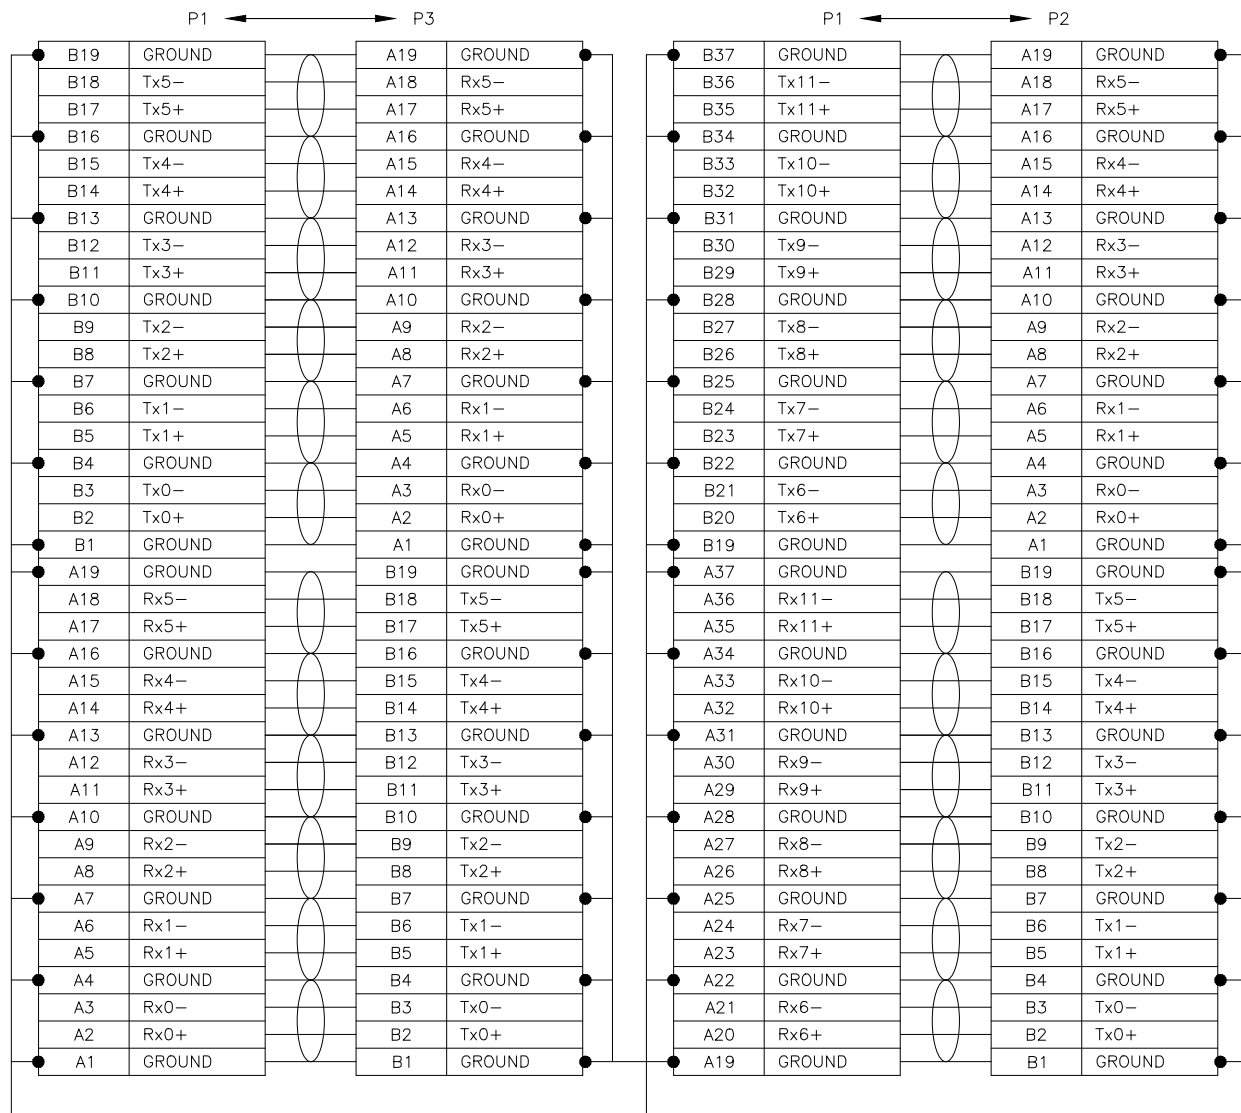 P1 P3 P1 P2
B19 GROUND A19 GROUND B37 GROUND A19 GROUND
B18 Tx5- A18 Rx5- B36 Tx11- A18 Rx5-
B17 Tx5+ A17 Rx5+ B35 Tx11+ A17 Rx5+
B16 GROUND A16 GROUND B34 GROUND A16 GROUND
B15 Tx4- A15 Rx4- B33 Tx10- A15 Rx4-
B14 Tx4+ A14 Rx4+ B32 Tx10+ A14 Rx4+
B13 GROUND A13 GROUND B31 GROUND A13 GROUND
B12 Tx3- A12 Rx3- B30 Tx9- A12 Rx3-
B11 Tx3+ A11 Rx3+ B29 Tx9+ A11 Rx3+
B10 GROUND A10 GROUND B28 GROUND A10 GROUND
B9 Tx2- A9 Rx2- B27 Tx8- A9 Rx2-
B8 Tx2+ A8 Rx2+ B26 Tx8+ A8 Rx2+
B7 GROUND A7 GROUND B25 GROUND A7 GROUND
B6 Tx1- A6 Rx1- B24 Tx7- A6 Rx1-
B5 Tx1+ A5 Rx1+ B23 Tx7+ A5 Rx1+
B4 GROUND A4 GROUND B22 GROUND A4 GROUND
B3 Tx0- A3 Rx0- B21 Tx6- A3 Rx0-
B2 Tx0+ A2 Rx0+ B20 Tx6+ A2 Rx0+
B1 GROUND A1 GROUND B19 GROUND A1 GROUND
A19 GROUND B19 GROUND A37 GROUND B19 GROUND
A18 Rx5- B18 Tx5- A36 Rx11- B18 Tx5-
A17 Rx5+ B17 Tx5+ A35 Rx11+ B17 Tx5+
A16 GROUND B16 GROUND A34 GROUND B16 GROUND
A15 Rx4- B15 Tx4- A33 Rx10- B15 Tx4-
A14 Rx4+ B14 Tx4+ A32 Rx10+ B14 Tx4+
A13 GROUND B13 GROUND A31 GROUND B13 GROUND
A12 Rx3- B12 Tx3- A30 Rx9- B12 Tx3-
A11 Rx3+ B11 Tx3+ A29 Rx9+ B11 Tx3+
A10 GROUND B10 GROUND A28 GROUND B10 GROUND
A9 Rx2- B9 Tx2- A27 Rx8- B9 Tx2-
A8 Rx2+ B8 Tx2+ A26 Rx8+ B8 Tx2+
A7 GROUND B7 GROUND A25 GROUND B7 GROUND
A6 Rx1- B6 Tx1- A24 Rx7- B6 Tx1-
A5 Rx1+ B5 Tx1+ A23 Rx7+ B5 Tx1+
A4 GROUND B4 GROUND A22 GROUND B4 GROUND
A3 Rx0- B3 Tx0- A21 Rx6- B3 Tx0-
A2 Rx0+ B2 Tx0+ A20 Rx6+ B2 Tx0+
A1 GROUND B1 GROUND A19 GROUND B1 GROUND